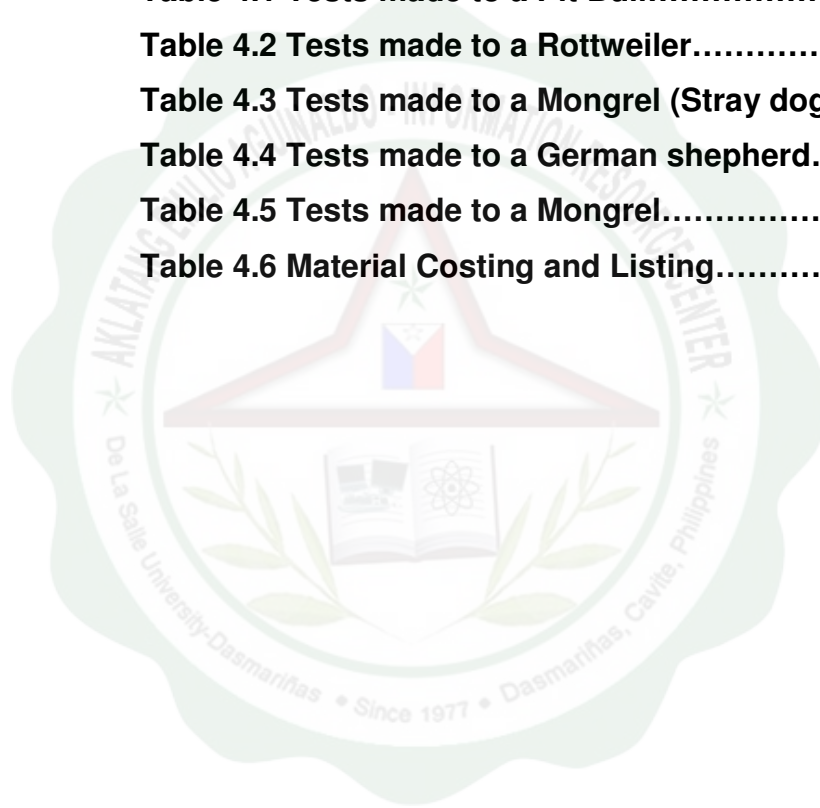 Table 4.2 Tests made to a Rottweiler…………
Table 4.3 Tests made to a Mongrel (Stray dog
Table 4.4 Tests made to a German shepherd.
Table 4.5 Tests made to a Mongrel……………
Table 4.6 Material Costing and Listing………
AKLATANG EMILIO AGUINALDO - INFORMATION RESOURCE CENTER
De La Salle University-Dasmariñas • Since 1977 • Dasmariñas, Cavite, Philippines